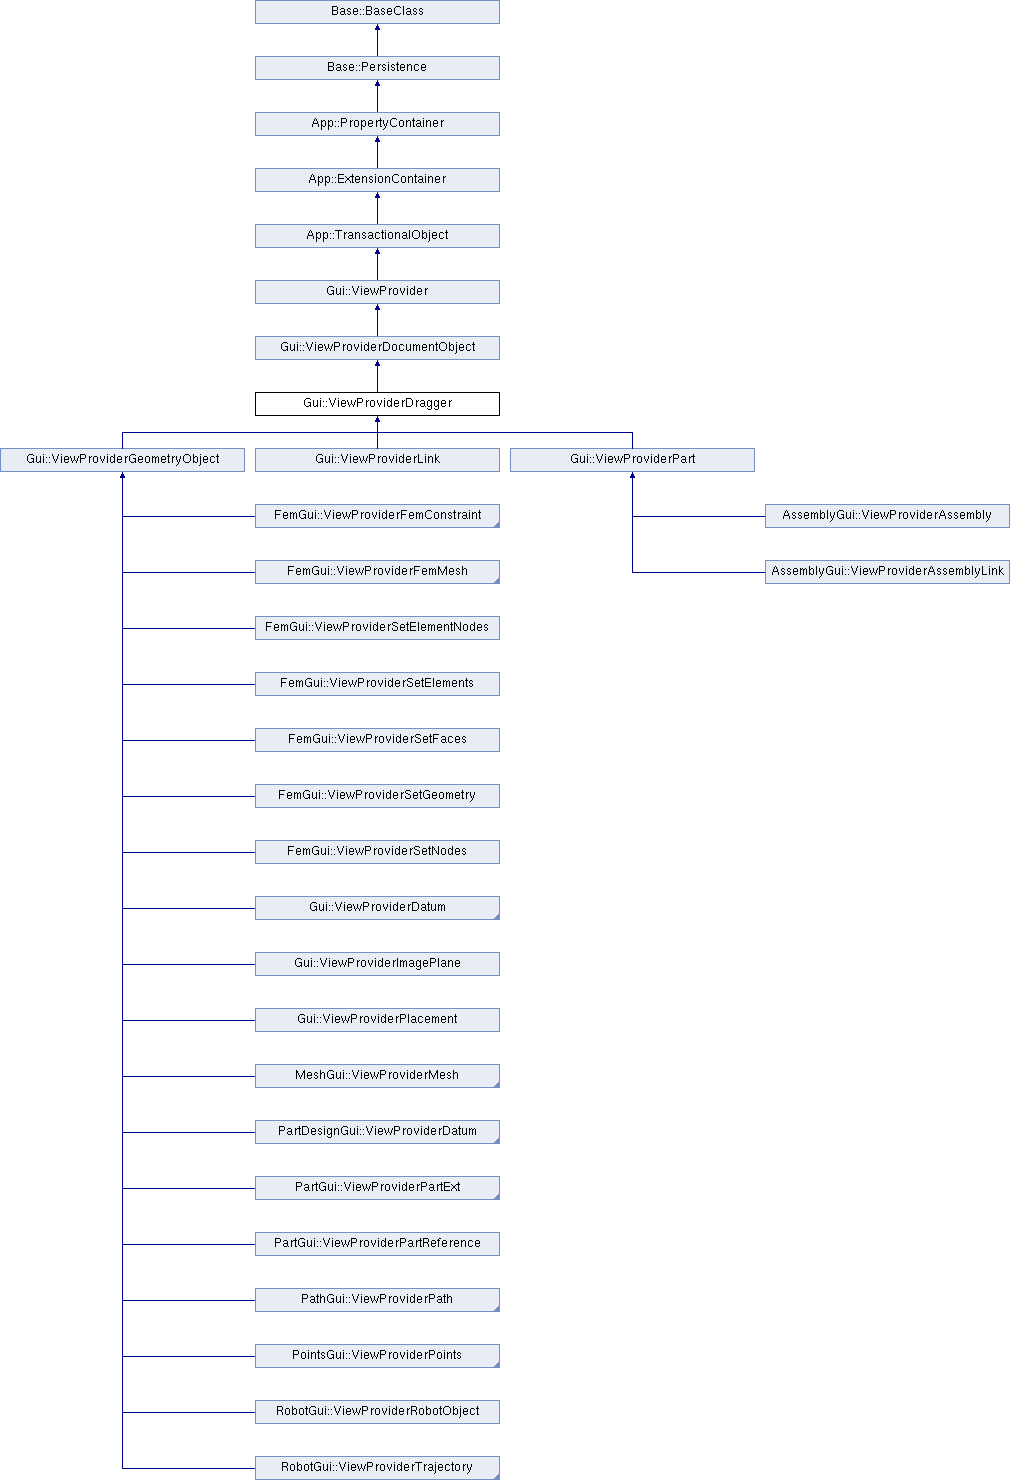 Base::BaseClass
Base::Persistence
App::PropertyContainer
App::ExtensionContainer
App::TransactionalObject
Gui::ViewProvider
Gui::ViewProviderDocumentObject
Gui::ViewProviderDragger
Gui::ViewProviderGeometryObject
Gui::ViewProviderLink
Gui::ViewProviderPart
FemGui::ViewProviderFemConstraint
AssemblyGui::ViewProviderAssembly
FemGui::ViewProviderFemMesh
AssemblyGui::ViewProviderAssemblyLink
FemGui::ViewProviderSetElementNodes
FemGui::ViewProviderSetElements
FemGui::ViewProviderSetFaces
FemGui::ViewProviderSetGeometry
FemGui::ViewProviderSetNodes
Gui::ViewProviderDatum
Gui::ViewProviderImagePlane
Gui::ViewProviderPlacement
MeshGui::ViewProviderMesh
PartDesignGui::ViewProviderDatum
PartGui::ViewProviderPartExt
PartGui::ViewProviderPartReference
PathGui::ViewProviderPath
PointsGui::ViewProviderPoints
RobotGui::ViewProviderRobotObject
RobotGui::ViewProviderTrajectory